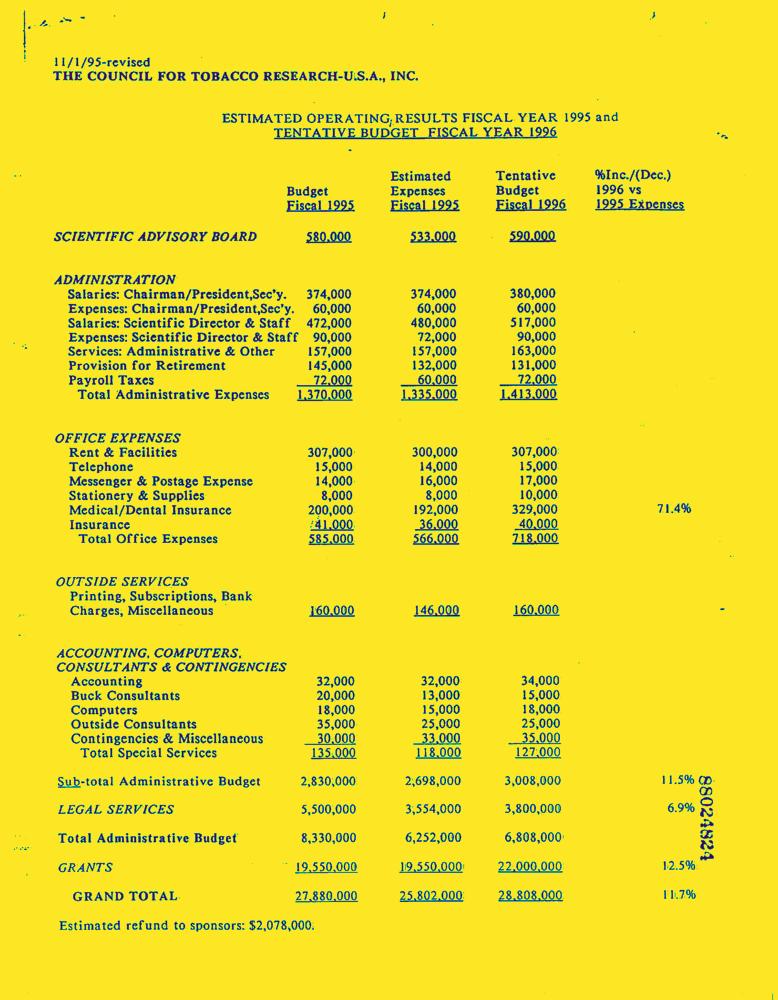 11/1/95-revised
THE COUNCIL FOR TOBACCO RESEARCH-U.S.A., INC.
ESTIMATED OPERATING RESULTS FISCAL YEAR 1995 and
TENTATIVE BUDGET FISCAL YEAR 1996
Estimated Tentative %Inc./(Dec.)
Budget Expenses Budget 1996 vs
Fiscal 1995 Fiscal 1995 Fiscal 1996 1995 Expenses
SCIENTIFIC ADVISORY BOARD 580,000 533,000 590,000
ADMINISTRATION
Salaries: Chairman/President,Sec'y. 374,000 374,000 380,000
Expenses: Chairman/President,Sec'y. 60,000 60,000 60,000
Salaries: Scientific Director & Staff 472,000 480,000 517,000
Expenses: Scientific Director & Staff 90,000 72,000 90,000
Services: Administrative & Other 157,000 157,000 163,000
Provision for Retirement 145,000 132,000 131,000
Payroll Taxes 72,000 60,000 72,000
Total Administrative Expenses 1,370,000 1,335,000 1,413,000
OFFICE EXPENSES
Rent & Facilities 307,000 300,000 307,000
Telephone 15,000 14,000 15,000
Messenger & Postage Expense 14,000 16,000 17,000
Stationery & Supplies 8,000 8,000 10,000
Medical/Dental Insurance 200,000 192,000 329,000 71.4%
Insurance 41,000 36,000 40,000
Total Office Expenses 585,000 566,000 718,000
OUTSIDE SERVICES
Printing, Subscriptions, Bank
Charges, Miscellaneous 160,000 146,000 160,000
ACCOUNTING, COMPUTERS,
CONSULTANTS & CONTINGENCIES
Accounting 32,000 32,000 34,000
Buck Consultants 20,000 13,000 15,000
Computers 18,000 15,000 18,000
Outside Consultants 35,000 25,000 25,000
Contingencies & Miscellaneous 30,000 33,000 35,000
Total Special Services 135,000 118,000 127,000
Sub-total Administrative Budget 2,830,000 2,698,000 3,008,000 11.5%
LEGAL SERVICES 5,500,000 3,554,000 3,800,000 6.9%
Total Administrative Budget 8,330,000 6,252,000 6,808,000
GRANTS 19,550,000 19,550,000 22,000,000 12.5%
GRAND TOTAL 27,880,000 25,802,000 28,808,000 11.7%
Estimated refund to sponsors: $2,078,000.
88024824